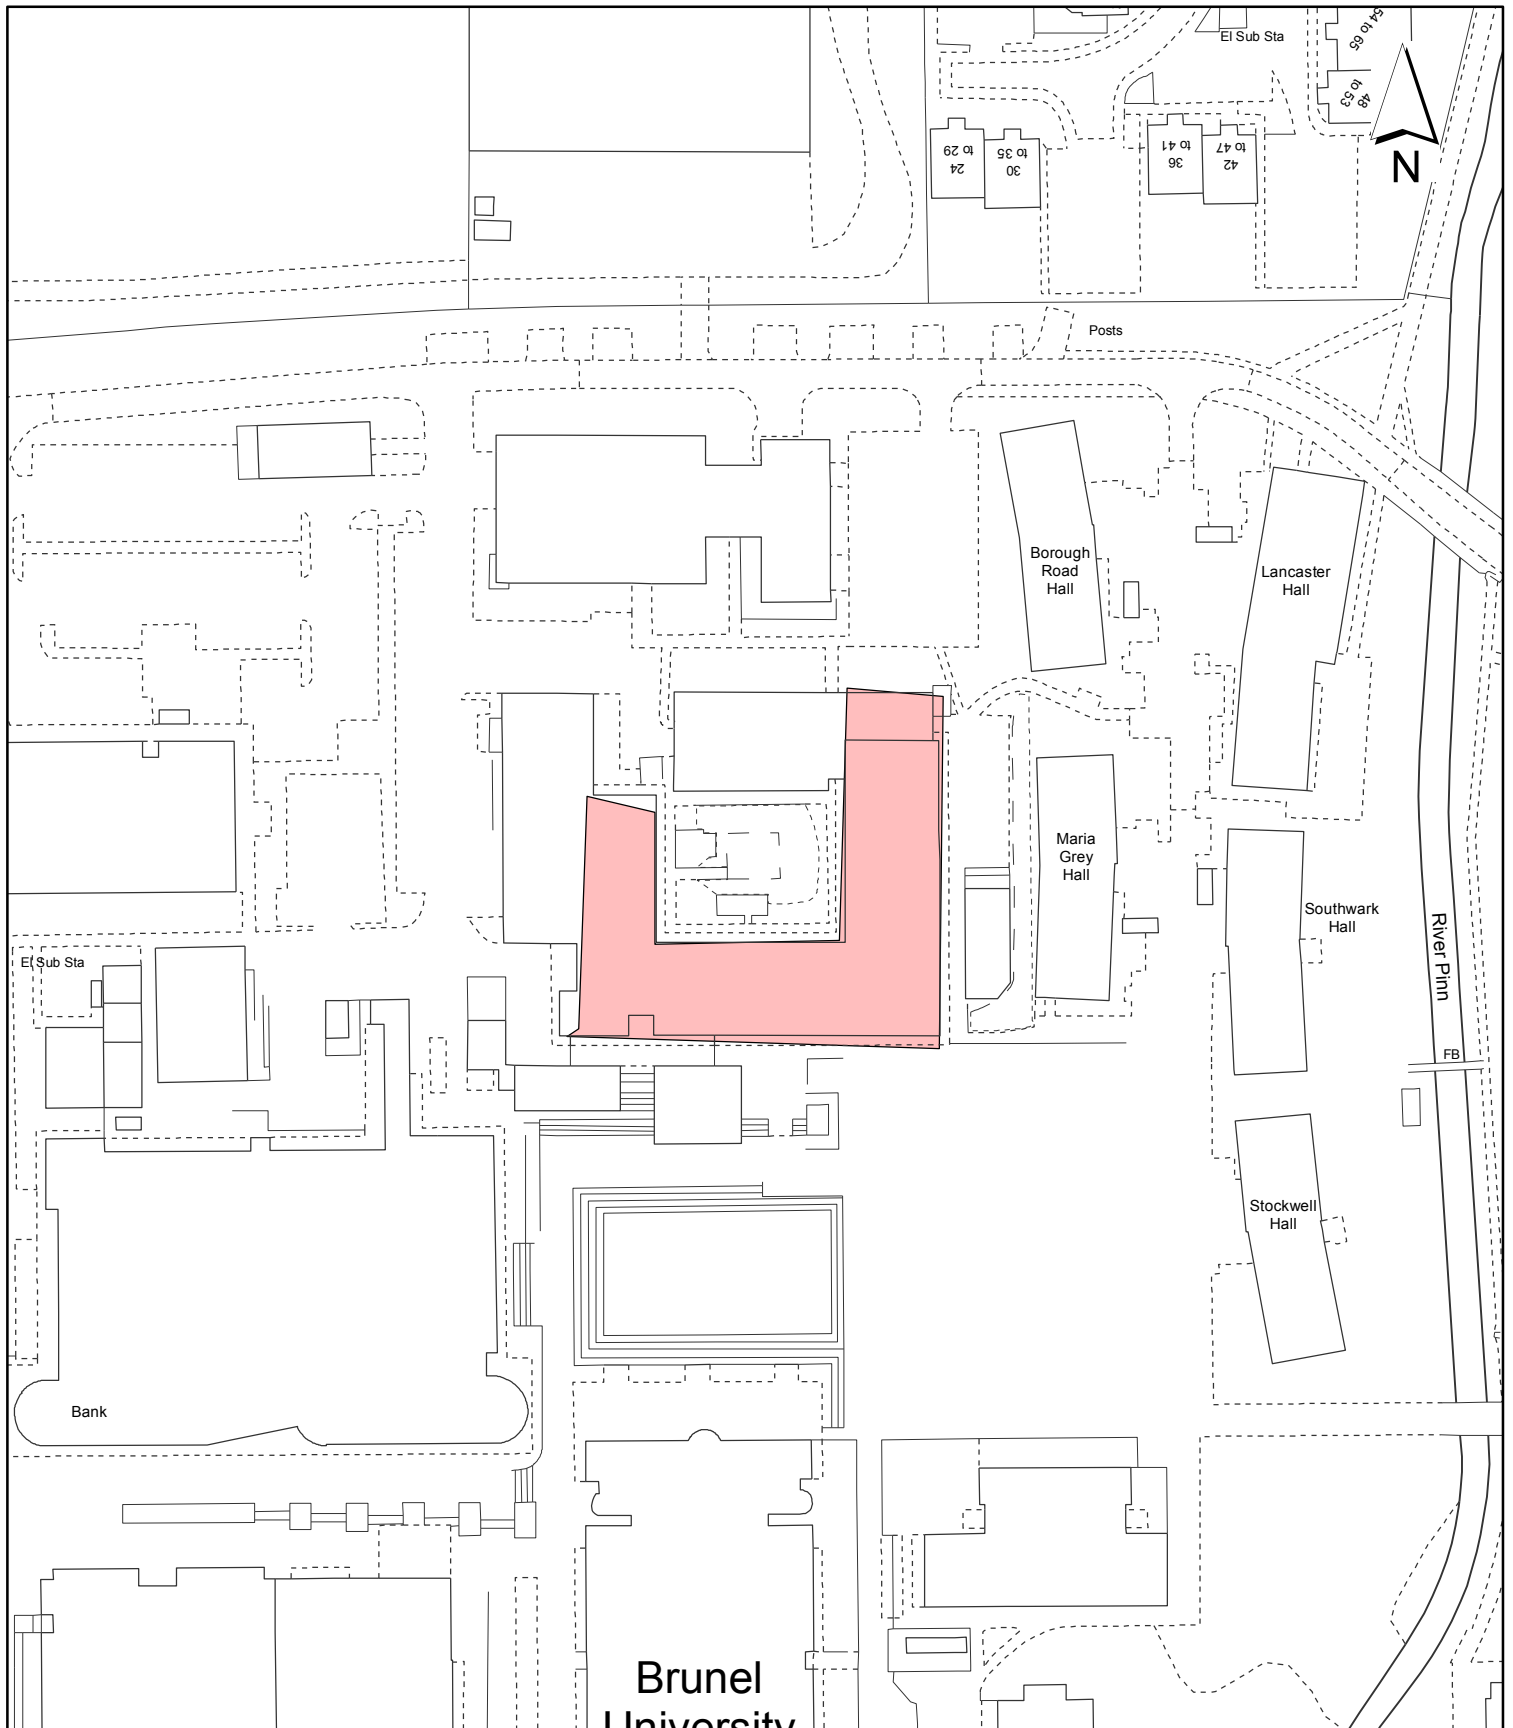 El Sub Sta
54 to 65
48
to 53
N
24
to 29
30
to 35
36
to 41
42
to 47
Posts
Borough
Road
Hall
Lancaster
Hall
Maria
Grey
Hall
Southwark
Hall
River Pinn
El Sub Sta
FB
Stockwell
Hall
Bank
Brunel
University